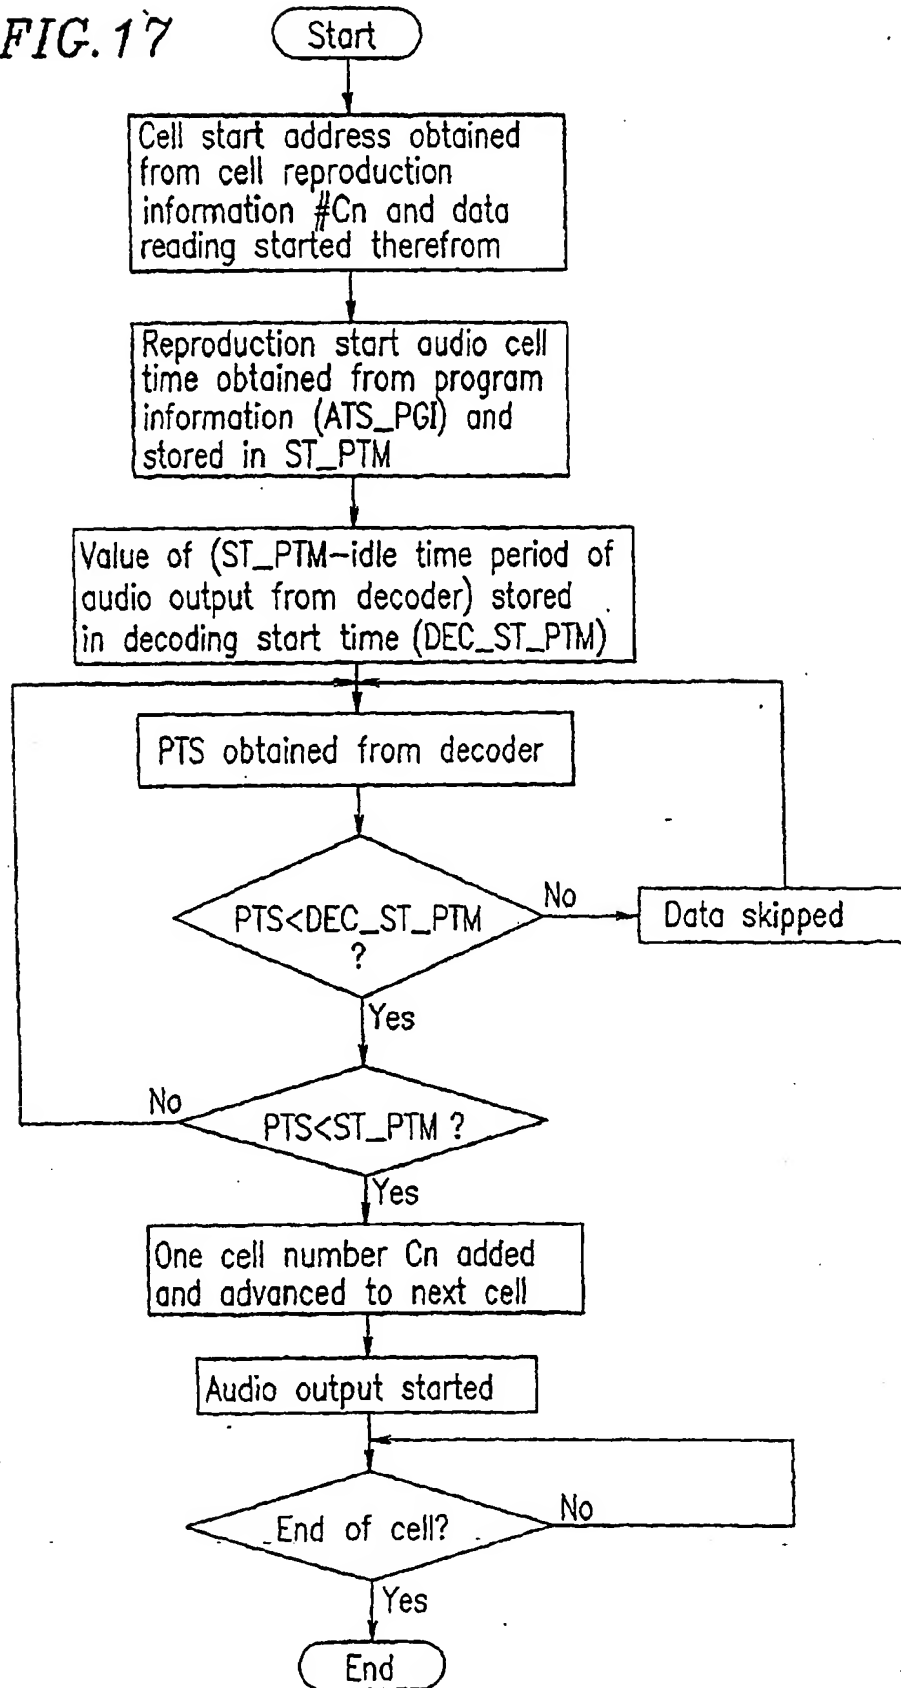 FIG.17
Start
Cell start address obtained
from cell reproduction
information #Cn and data
reading started therefrom
Reproduction start audio cell
time obtained from program
information (ATS_PGI) and
stored in ST_PTM
Value of (ST_PTM–idle time period of
audio output from decoder) stored
in decoding start time (DEC_ST_PTM)
PTS obtained from decoder
PTS<DEC_ST_PTM
?
No
Data skipped
Yes
No
PTS<ST_PTM ?
Yes
One cell number Cn added
and advanced to next cell
Audio output started
End of cell?
No
Yes
End